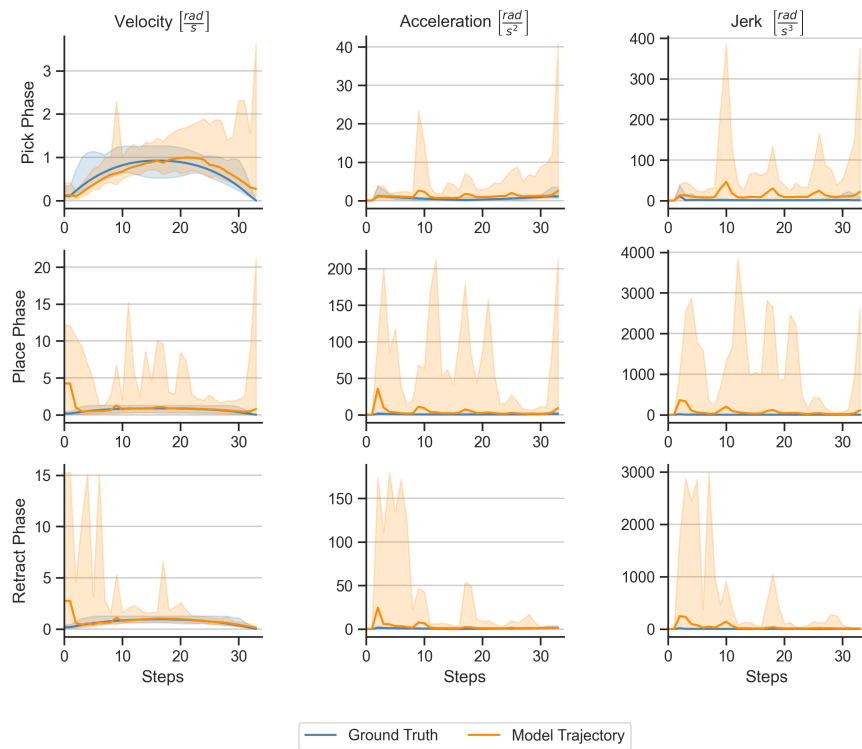 Velocity [rad/s]
Acceleration [rad/s²]
Jerk [rad/s³]
Pick Phase
3
2
1
0
0 10 20 30
40
30
20
10
0
0 10 20 30
400
300
200
100
0
0 10 20 30
Place Phase
20
15
10
5
0
0 10 20 30
200
150
100
50
0
0 10 20 30
4000
3000
2000
1000
0
0 10 20 30
Retract Phase
15
10
5
0
0 10 20 30
Steps
150
100
50
0
0 10 20 30
Steps
3000
2000
1000
0
0 10 20 30
Steps
Ground Truth Model Trajectory